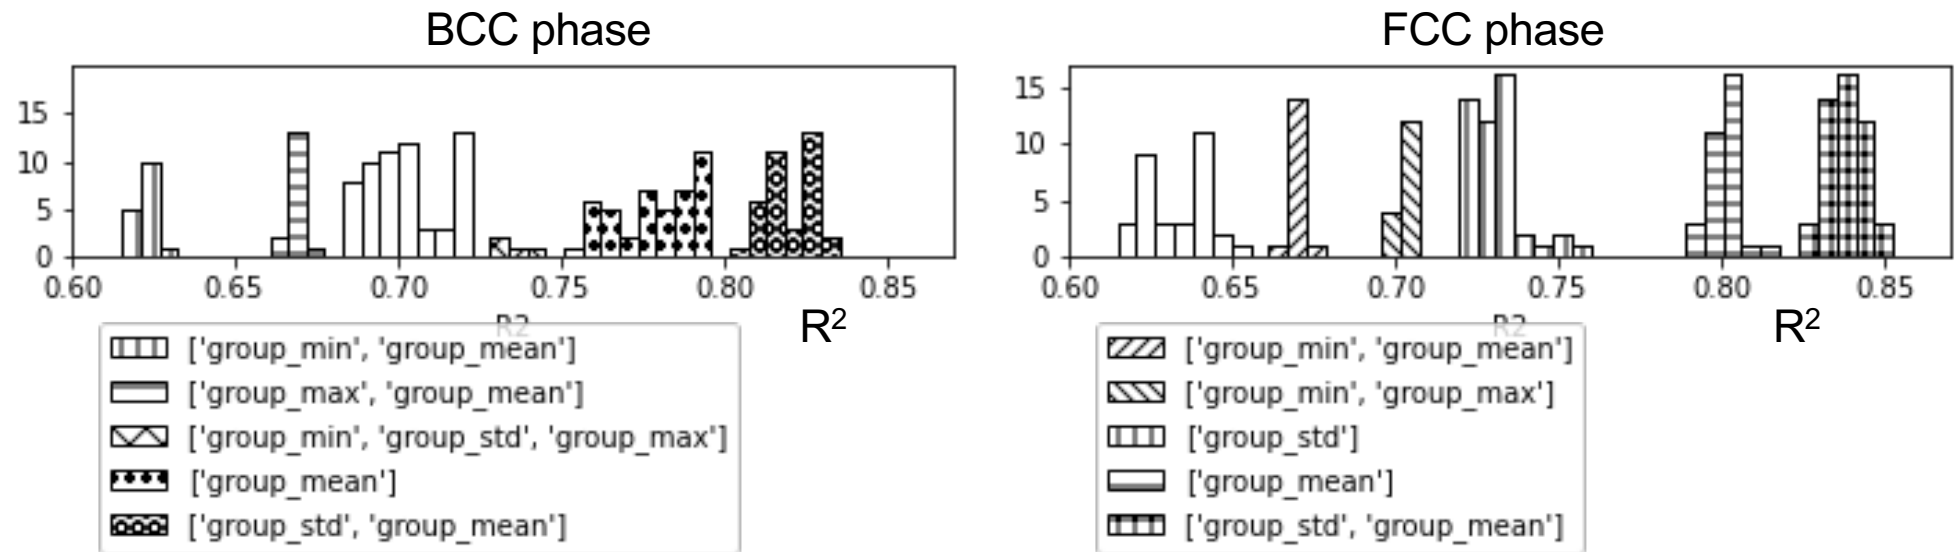 BCC phase
15
10
5
0
0.60 0.65 0.70 0.75 0.80 0.85
R2
R²
['group_min', 'group_mean']
['group_max', 'group_mean']
['group_min', 'group_std', 'group_max']
['group_mean']
['group_std', 'group_mean']
FCC phase
15
10
5
0
0.60 0.65 0.70 0.75 0.80 0.85
R2
R²
['group_min', 'group_mean']
['group_min', 'group_max']
['group_std']
['group_mean']
['group_std', 'group_mean']